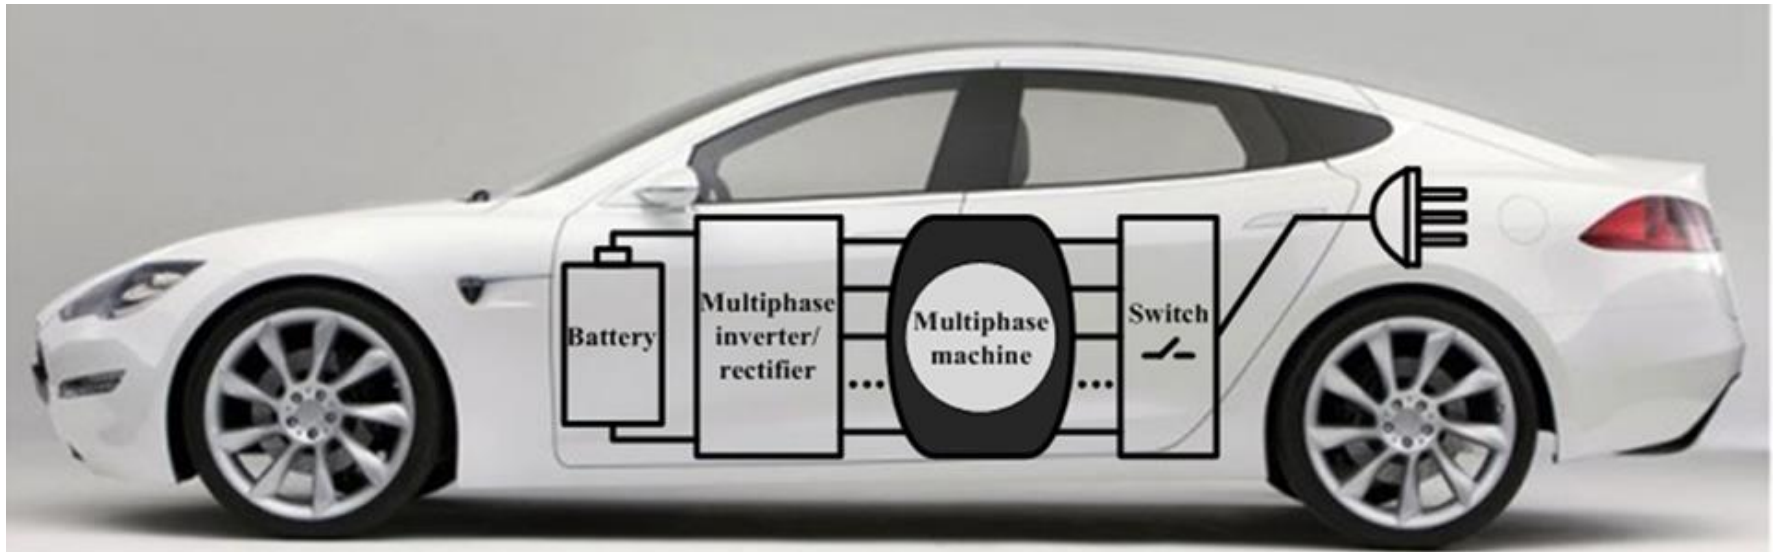 Battery
Multiphase
inverter/
rectifier
Multiphase
machine
Switch